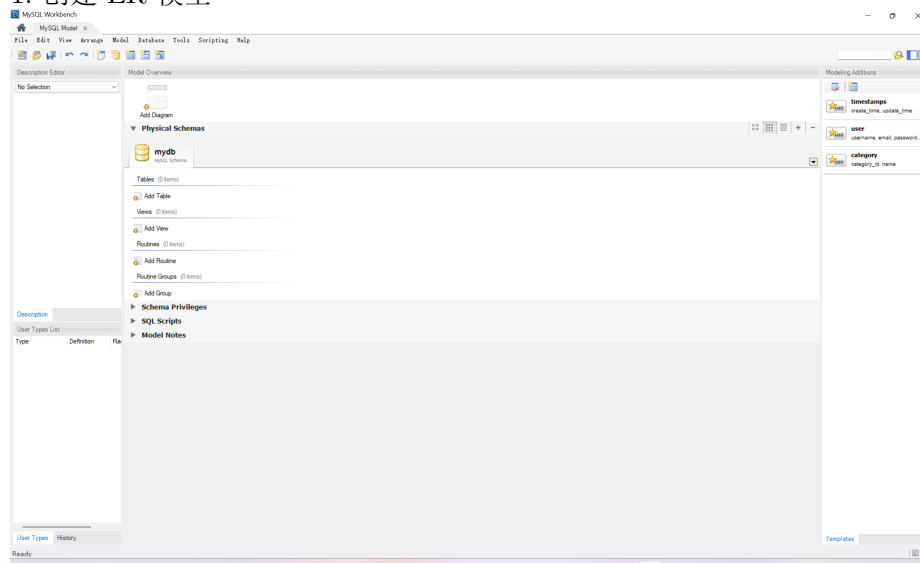 1. 创建 ER 模型
MySQL Workbench
MySQL Model ×
File Edit View Arrange Model Database Tools Scripting Help
Description Editor
No Selection
Model Overview
Add Diagram
Physical Schemas
mydb
MySQL Schema
Tables (0 items)
Add Table
Views (0 items)
Add View
Routines (0 items)
Add Routine
Routine Groups (0 items)
Add Group
Schema Privileges
SQL Scripts
Model Notes
Description
User Types List
Type Definition Fla
User Types History
Modeling Additions
timestamps
create_time, update_time
user
username, email, password...
category
category_id, name
Templates
Ready